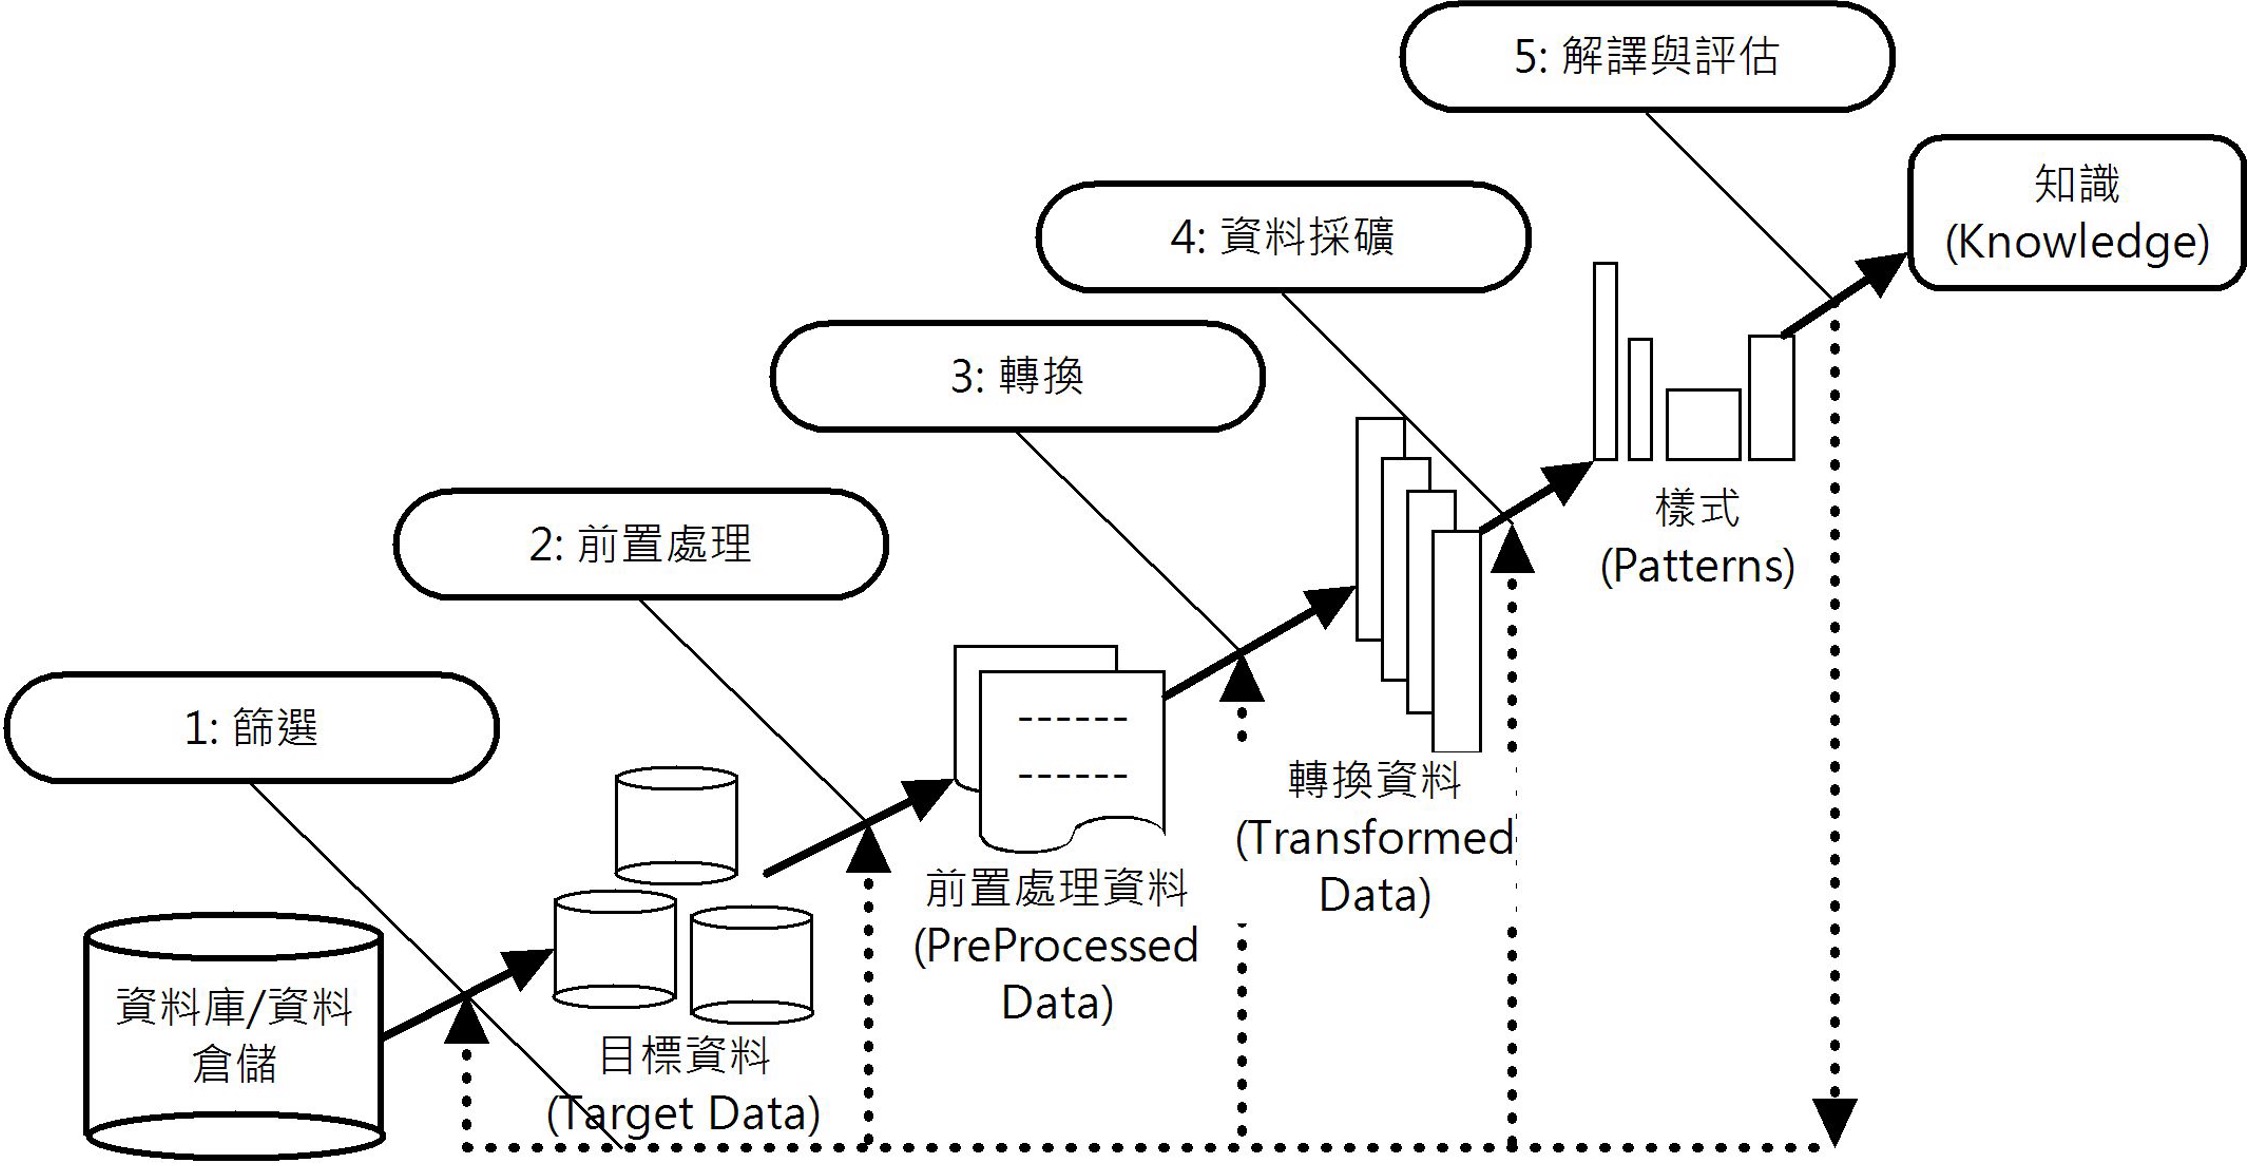 5: 解譯與評估
知識
(Knowledge)
4: 資料採礦
3: 轉換
樣式
(Patterns)
2: 前置處理
1: 篩選
------
------
轉換資料
(Transformed
Data)
前置處理資料
(PreProcessed
Data)
資料庫/資料
倉儲
目標資料
(Target Data)